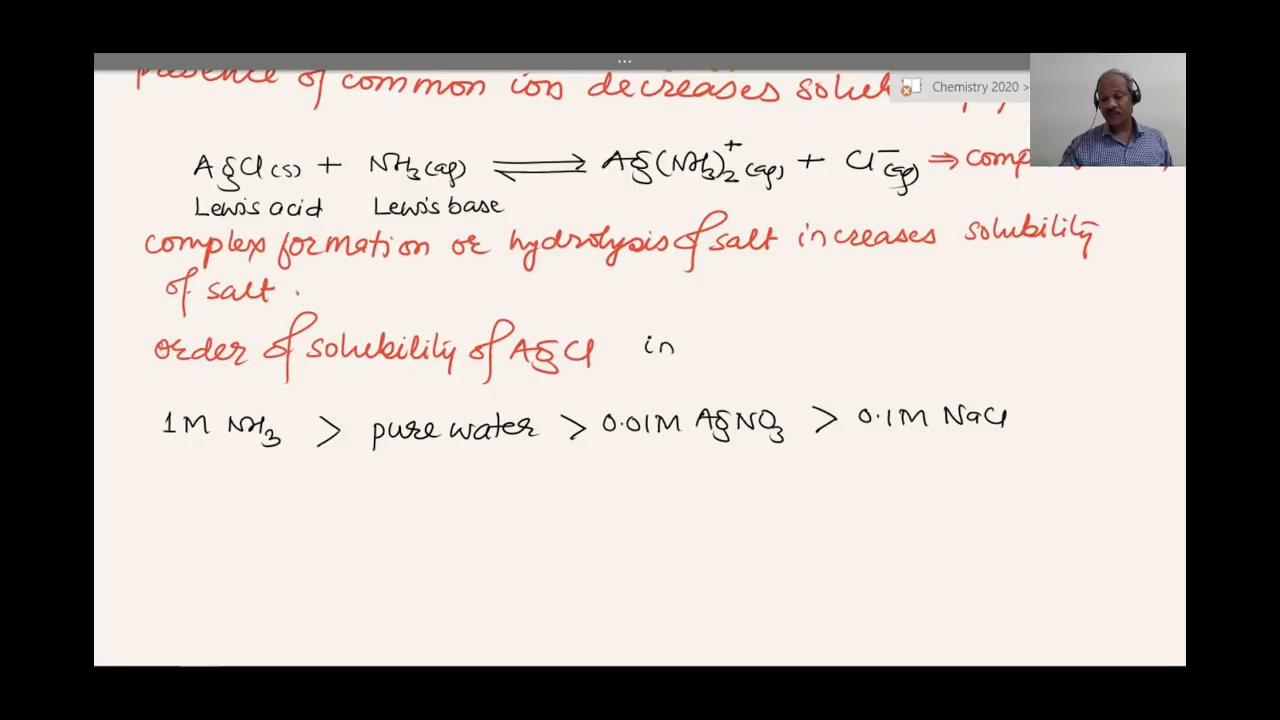 presence of common ion decreases
Chemistry 2020 >
AgCl(s) + NH₃(aq) ⇌ Ag(NH₃)₂⁺(aq) + Cl⁻(aq) ⇒
Lewis acid Lewis base
complex formation or hydrolysis of salt increases solubility
of salt.
order of solubility of AgCl in
1M NH₃ > pure water > 0.01M AgNO₃ > 0.1M NaCl